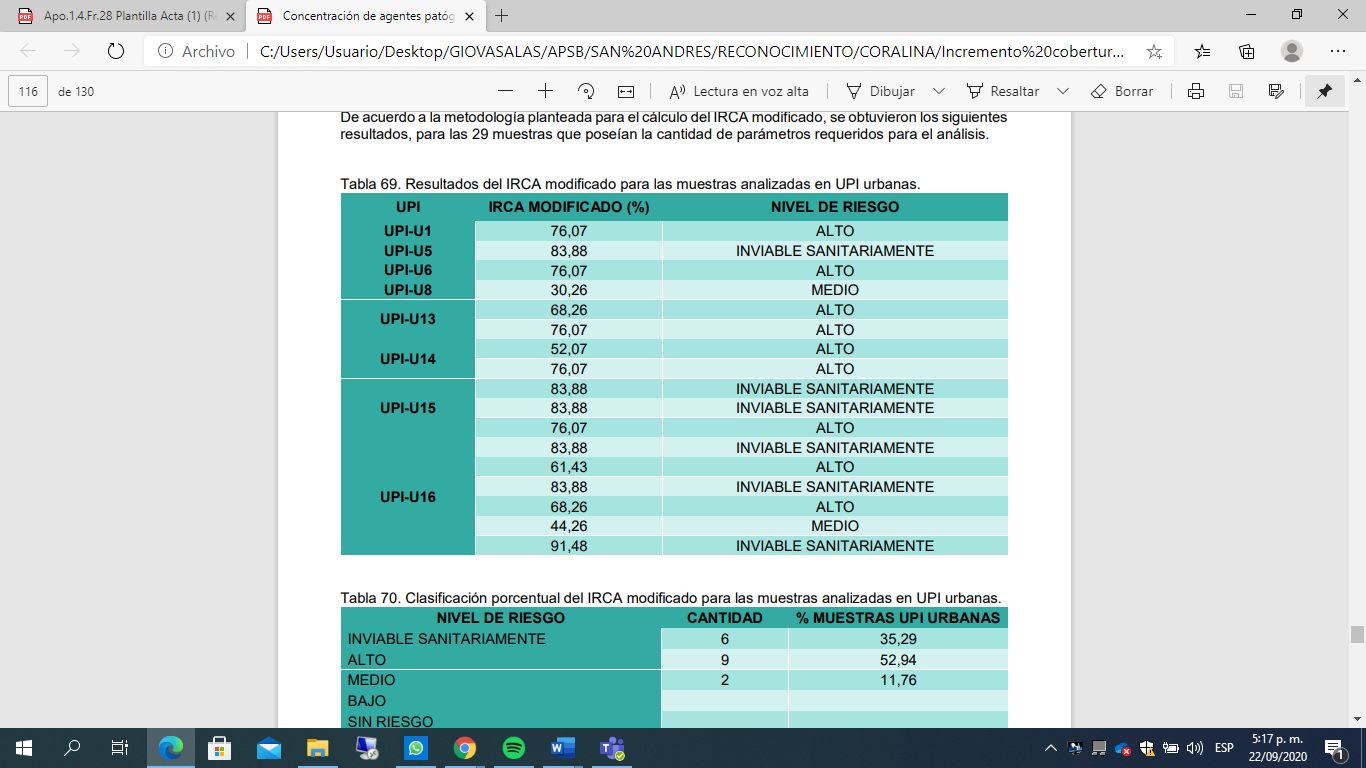 Apo.1.4.Fr.28 Plantilla Acta (1) (R
Concentración de agentes patóg
Archivo C:/Users/Usuario/Desktop/GIOVASALAS/APSB/SAN%20ANDRES/RECONOCIMIENTO/CORALINA/Incremento%20cobertur...
116 de 130 Lectura en voz alta Dibujar Resaltar Borrar
De acuerdo a la metodología planteada para el cálculo del IRCA modificado, se obtuvieron los siguientes
resultados, para las 29 muestras que poseían la cantidad de parámetros requeridos para el análisis.
Tabla 69. Resultados del IRCA modificado para las muestras analizadas en UPI urbanas.
UPI IRCA MODIFICADO (%) NIVEL DE RIESGO
UPI-U1 76,07 ALTO
UPI-U5 83,88 INVIABLE SANITARIAMENTE
UPI-U6 76,07 ALTO
UPI-U8 30,26 MEDIO
UPI-U13 68,26 ALTO
76,07 ALTO
UPI-U14 52,07 ALTO
76,07 ALTO
83,88 INVIABLE SANITARIAMENTE
UPI-U15 83,88 INVIABLE SANITARIAMENTE
76,07 ALTO
83,88 INVIABLE SANITARIAMENTE
61,43 ALTO
UPI-U16 83,88 INVIABLE SANITARIAMENTE
68,26 ALTO
44,26 MEDIO
91,48 INVIABLE SANITARIAMENTE
Tabla 70. Clasificación porcentual del IRCA modificado para las muestras analizadas en UPI urbanas.
NIVEL DE RIESGO CANTIDAD % MUESTRAS UPI URBANAS
INVIABLE SANITARIAMENTE 6 35,29
ALTO 9 52,94
MEDIO 2 11,76
BAJO
SIN RIESGO
ESP
5:17 p. m.
22/09/2020
1